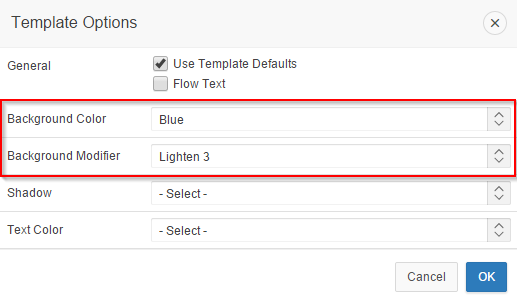 Template Options
General
Use Template Defaults
Flow Text
Background Color
Blue
Background Modifier
Lighten 3
Shadow
- Select -
Text Color
- Select -
Cancel
OK